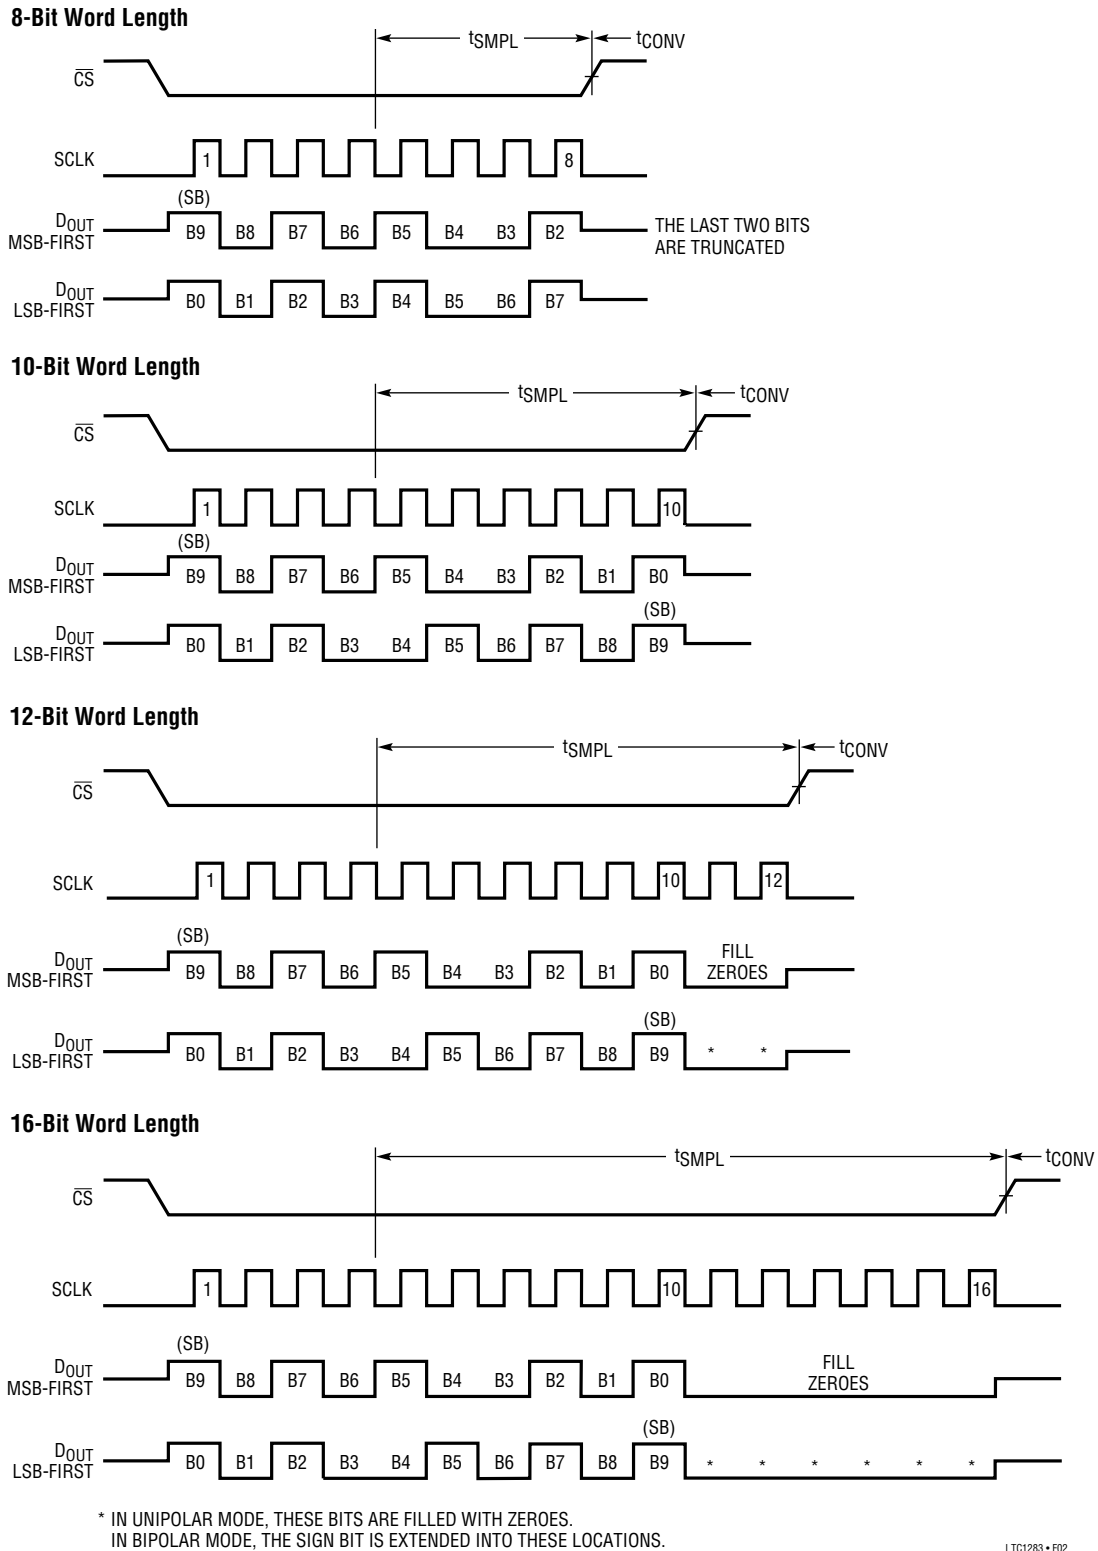 8-Bit Word Length
tSMPL tCONV
CS
SCLK 1 8
(SB)
DOUT
MSB-FIRST B9 B8 B7 B6 B5 B4 B3 B2 THE LAST TWO BITS
ARE TRUNCATED
DOUT
LSB-FIRST B0 B1 B2 B3 B4 B5 B6 B7
10-Bit Word Length
tSMPL tCONV
CS
SCLK 1 10
(SB)
DOUT
MSB-FIRST B9 B8 B7 B6 B5 B4 B3 B2 B1 B0
(SB)
DOUT
LSB-FIRST B0 B1 B2 B3 B4 B5 B6 B7 B8 B9
12-Bit Word Length
tSMPL tCONV
CS
SCLK 1 10 12
(SB)
DOUT
MSB-FIRST B9 B8 B7 B6 B5 B4 B3 B2 B1 B0 FILL
ZEROES
(SB)
DOUT
LSB-FIRST B0 B1 B2 B3 B4 B5 B6 B7 B8 B9 * *
16-Bit Word Length
tSMPL tCONV
CS
SCLK 1 10 16
(SB)
DOUT
MSB-FIRST B9 B8 B7 B6 B5 B4 B3 B2 B1 B0 FILL
ZEROES
(SB)
DOUT
LSB-FIRST B0 B1 B2 B3 B4 B5 B6 B7 B8 B9 * * * * * *
* IN UNIPOLAR MODE, THESE BITS ARE FILLED WITH ZEROES.
IN BIPOLAR MODE, THE SIGN BIT IS EXTENDED INTO THESE LOCATIONS.
LTC1283 • F02